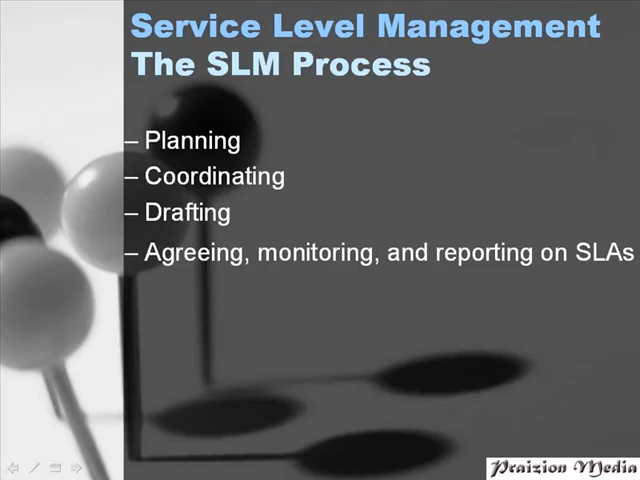 Service Level Management
The SLM Process
– Planning
– Coordinating
– Drafting
– Agreeing, monitoring, and reporting on SLAs
Praizion Media